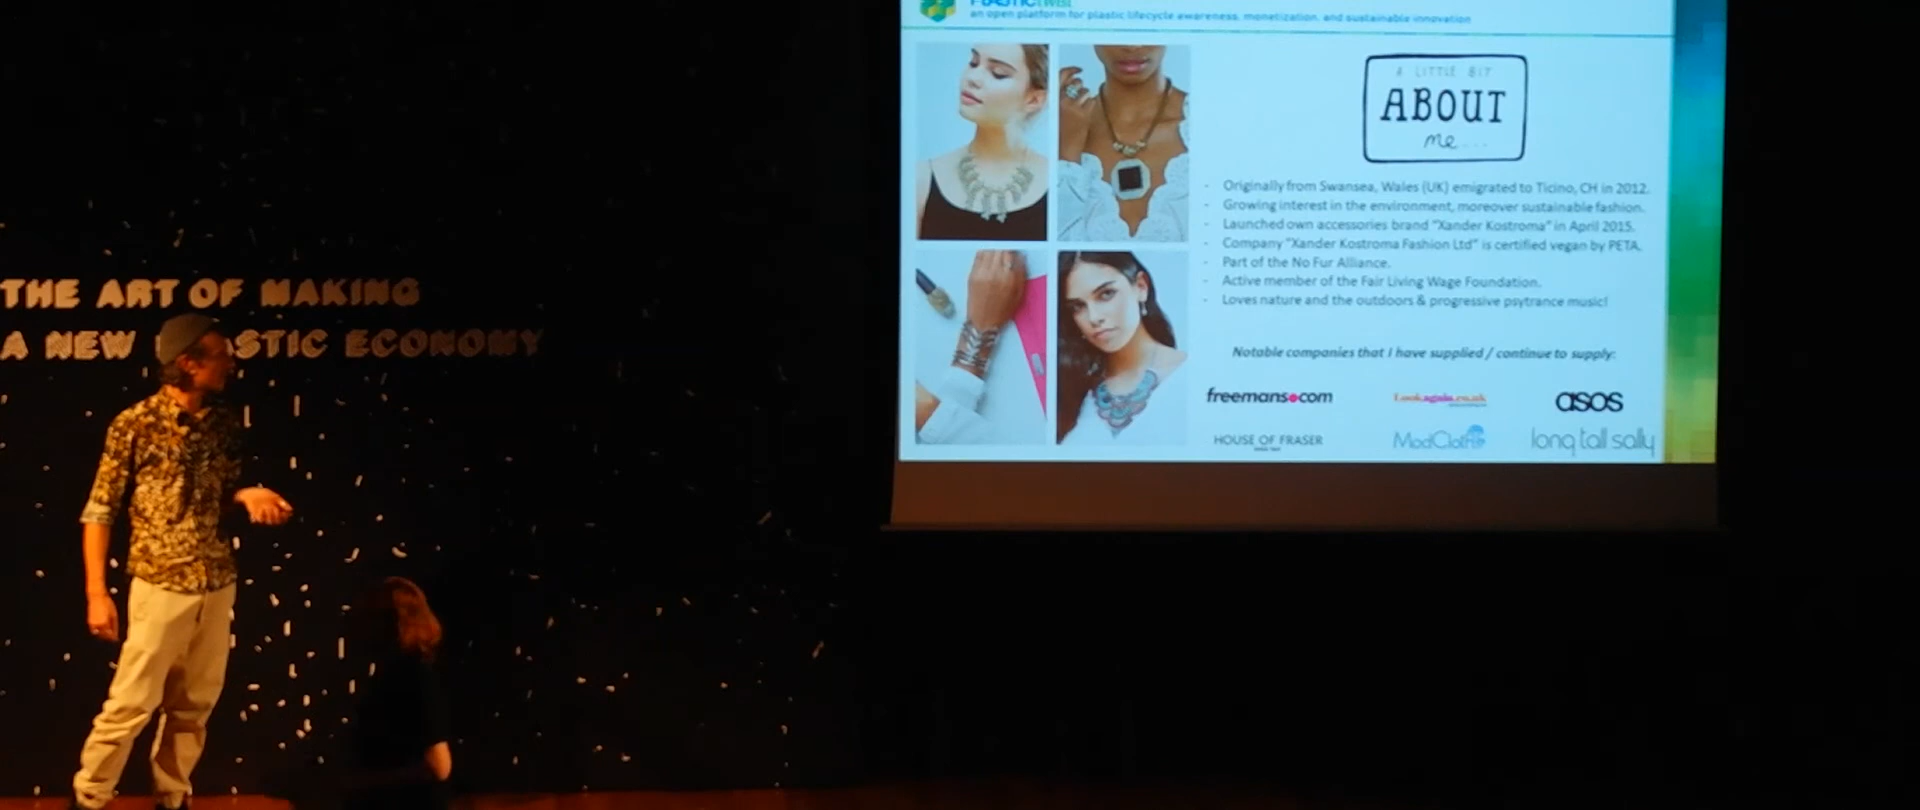 PLASTICTWIST
an open platform for plastic lifecycle awareness, monetization, and sustainable innovation
A LITTLE BIT
ABOUT
me...
- Originally from Swansea, Wales (UK) emigrated to Ticino, CH in 2012.
- Growing interest in the environment, moreover sustainable fashion.
- Launched own accessories brand "Xander Kostroma" in April 2015.
- Company "Xander Kostroma Fashion Ltd" is certified vegan by PETA.
- Part of the No Fur Alliance.
- Active member of the Fair Living Wage Foundation.
- Loves nature and the outdoors & progressive psytrance music!
Notable companies that I have supplied / continue to supply:
freemans.com Lookagain.co.uk asos
HOUSE OF FRASER ModCloth long tall sally
THE ART OF MAKING
A NEW PLASTIC ECONOMY